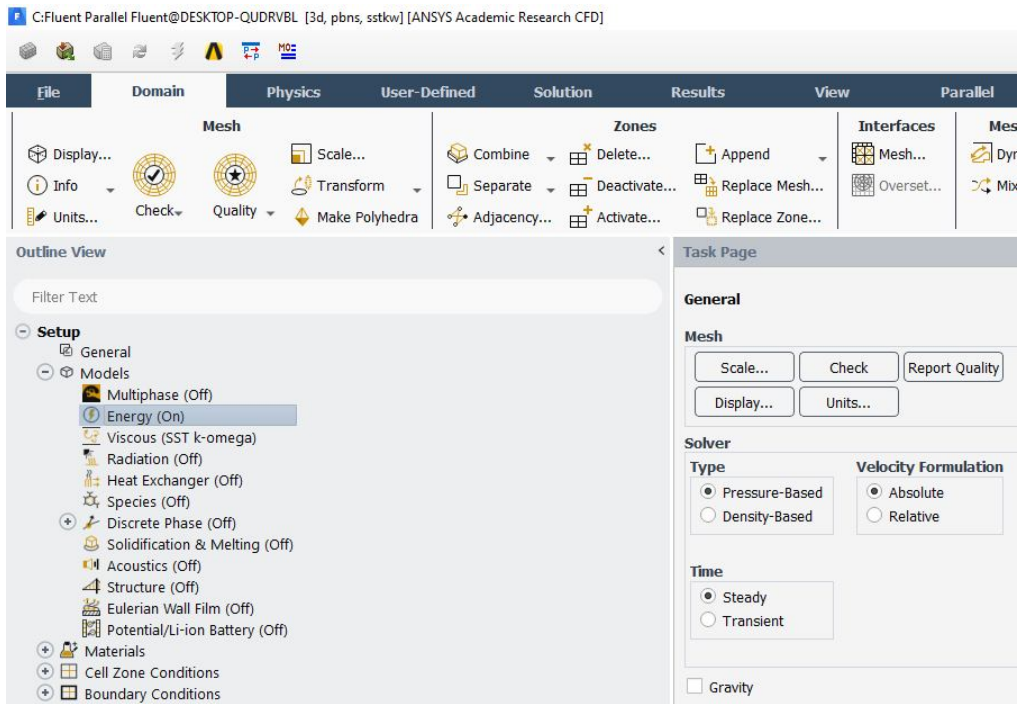 C:Fluent Parallel Fluent@DESKTOP-QUDRVBL [3d, pbns, sstkw] [ANSYS Academic Research CFD]
File Domain Physics User-Defined Solution Results View Parallel
Mesh Zones Interfaces Mes
Display... Scale... Combine Delete... Append Mesh... Dyn
Info Check Quality Transform Separate Deactivate... Replace Mesh... Overset... Mix
Units... Make Polyhedra Adjacency... Activate... Replace Zone...
Outline View < Task Page
Filter Text
General
Setup
Mesh
General
Scale... Check Report Quality
Models
Multiphase (Off)
Display... Units...
Energy (On)
Viscous (SST k-omega)
Solver
Radiation (Off)
Type Velocity Formulation
Heat Exchanger (Off)
Pressure-Based Absolute
Species (Off)
Density-Based Relative
Discrete Phase (Off)
Solidification & Melting (Off)
Acoustics (Off)
Time
Structure (Off)
Steady
Eulerian Wall Film (Off)
Transient
Potential/Li-ion Battery (Off)
Materials
Cell Zone Conditions
Boundary Conditions
Gravity